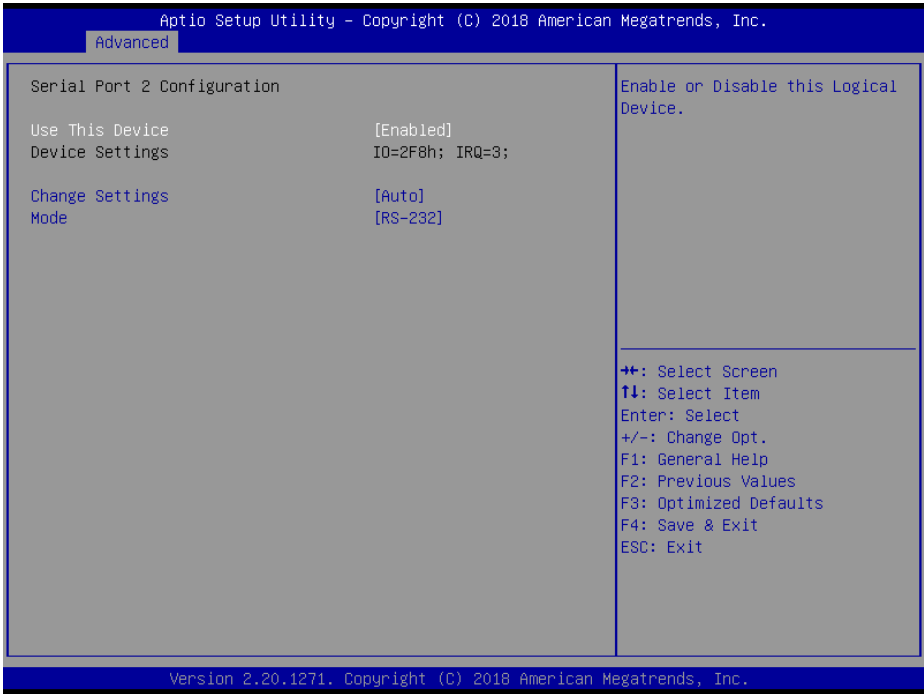 Aptio Setup Utility – Copyright (C) 2018 American Megatrends, Inc.
Advanced
Serial Port 2 Configuration
Use This Device [Enabled]
Device Settings IO=2F8h; IRQ=3;
Change Settings [Auto]
Mode [RS-232]
Enable or Disable this Logical
Device.
→←: Select Screen
↑↓: Select Item
Enter: Select
+/-: Change Opt.
F1: General Help
F2: Previous Values
F3: Optimized Defaults
F4: Save & Exit
ESC: Exit
Version 2.20.1271. Copyright (C) 2018 American Megatrends, Inc.